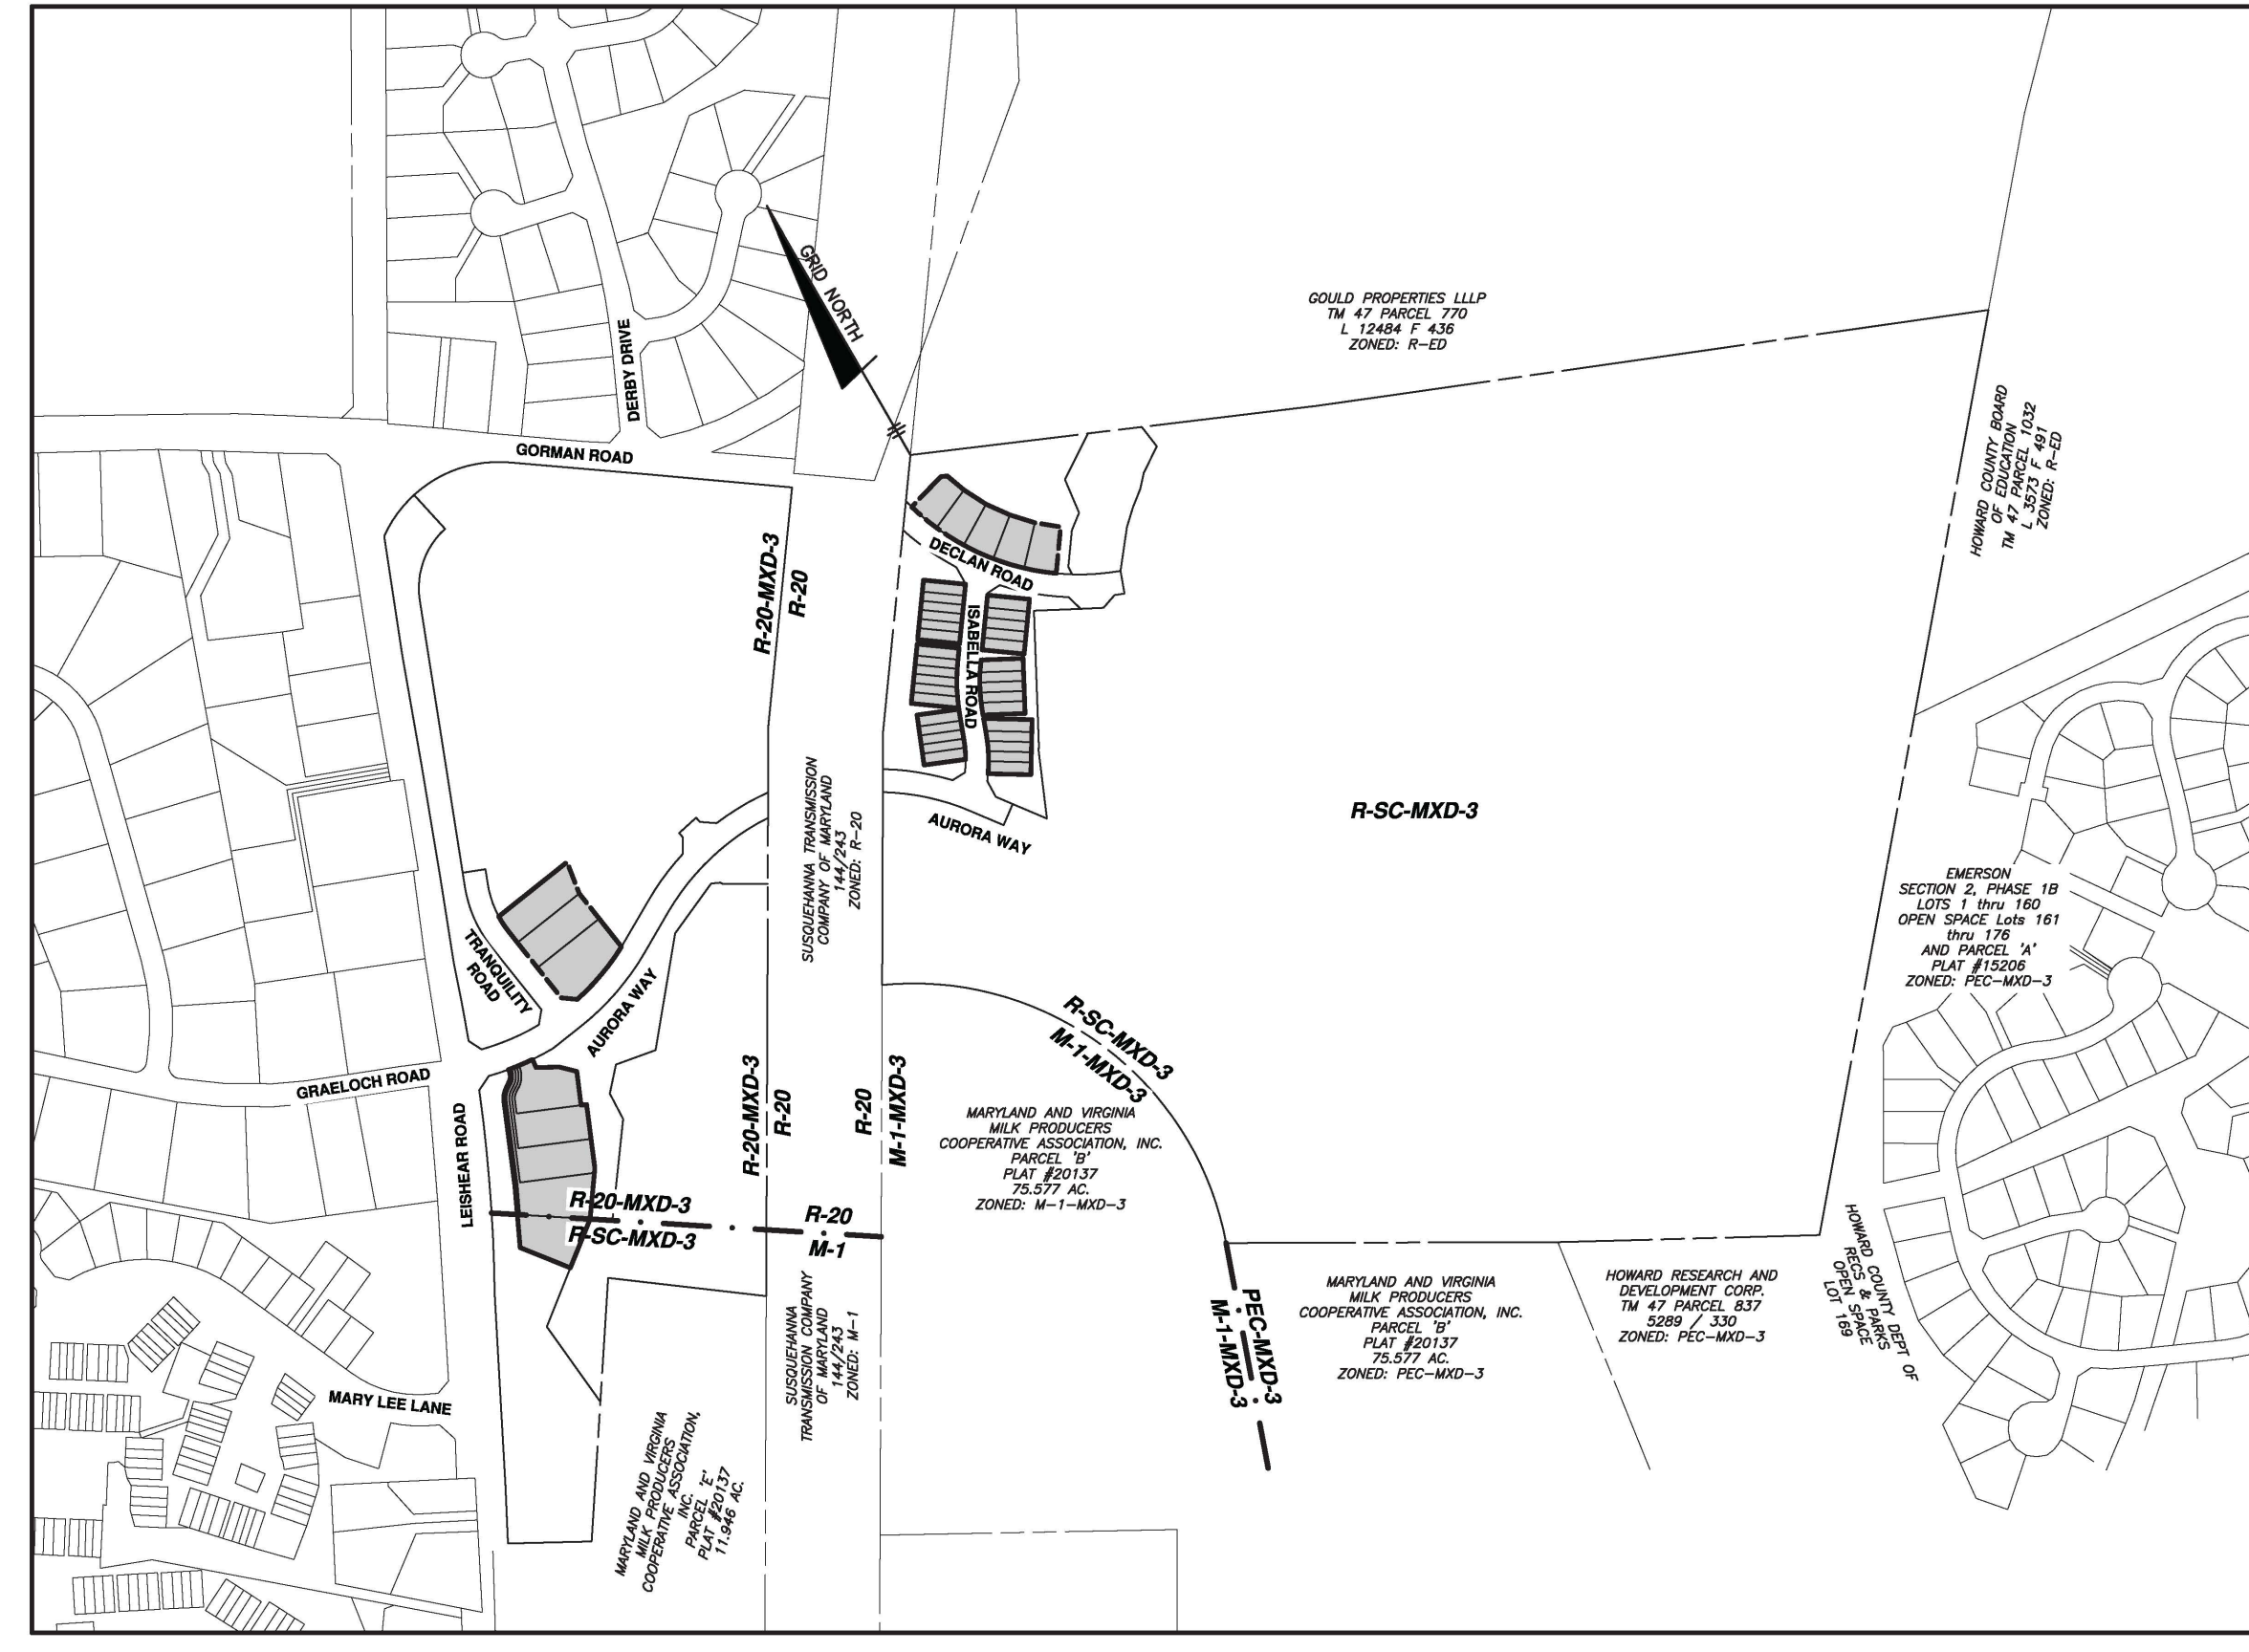 GRID NORTH
DERBY DRIVE
GORMAN ROAD
GOULD PROPERTIES LLLP
TM 47 PARCEL 770
L 12484 F 436
ZONED: R-ED
HOWARD COUNTY BOARD
OF EDUCATION
TM 47 PARCEL 1032
L 3573 F 491
ZONED: R-ED
R-20-MXD-3
R-20
DECLAN ROAD
ISABELLA ROAD
AURORA WAY
SUSQUEHANNA TRANSMISSION
COMPANY OF MARYLAND
144/243
ZONED: R-20
R-SC-MXD-3
EMERSON
SECTION 2, PHASE 1B
LOTS 1 thru 160
OPEN SPACE Lots 161
thru 176
AND PARCEL 'A'
PLAT #15206
ZONED: PEC-MXD-3
TRANQUILITY
ROAD
AURORA WAY
GRAELOCH ROAD
LEISHEAR ROAD
R-20-MXD-3
R-20
R-20
M-1-MXD-3
R-SC-MXD-3
M-1-MXD-3
MARYLAND AND VIRGINIA
MILK PRODUCERS
COOPERATIVE ASSOCIATION, INC.
PARCEL 'B'
PLAT #20137
75.577 AC.
ZONED: M-1-MXD-3
R-20-MXD-3
R-SC-MXD-3
R-20
M-1
SUSQUEHANNA
TRANSMISSION COMPANY
OF MARYLAND
144/243
ZONED: M-1
PEC-MXD-3
M-1-MXD-3
MARYLAND AND VIRGINIA
MILK PRODUCERS
COOPERATIVE ASSOCIATION, INC.
PARCEL 'B'
PLAT #20137
75.577 AC.
ZONED: PEC-MXD-3
HOWARD RESEARCH AND
DEVELOPMENT CORP.
TM 47 PARCEL 837
5289 / 330
ZONED: PEC-MXD-3
HOWARD COUNTY DEPT OF
RECS & PARKS
OPEN SPACE
LOT 169
MARY LEE LANE
MARYLAND AND VIRGINIA
MILK PRODUCERS
COOPERATIVE ASSOCIATION,
INC.
PARCEL 'E'
PLAT #20137
11.946 AC.